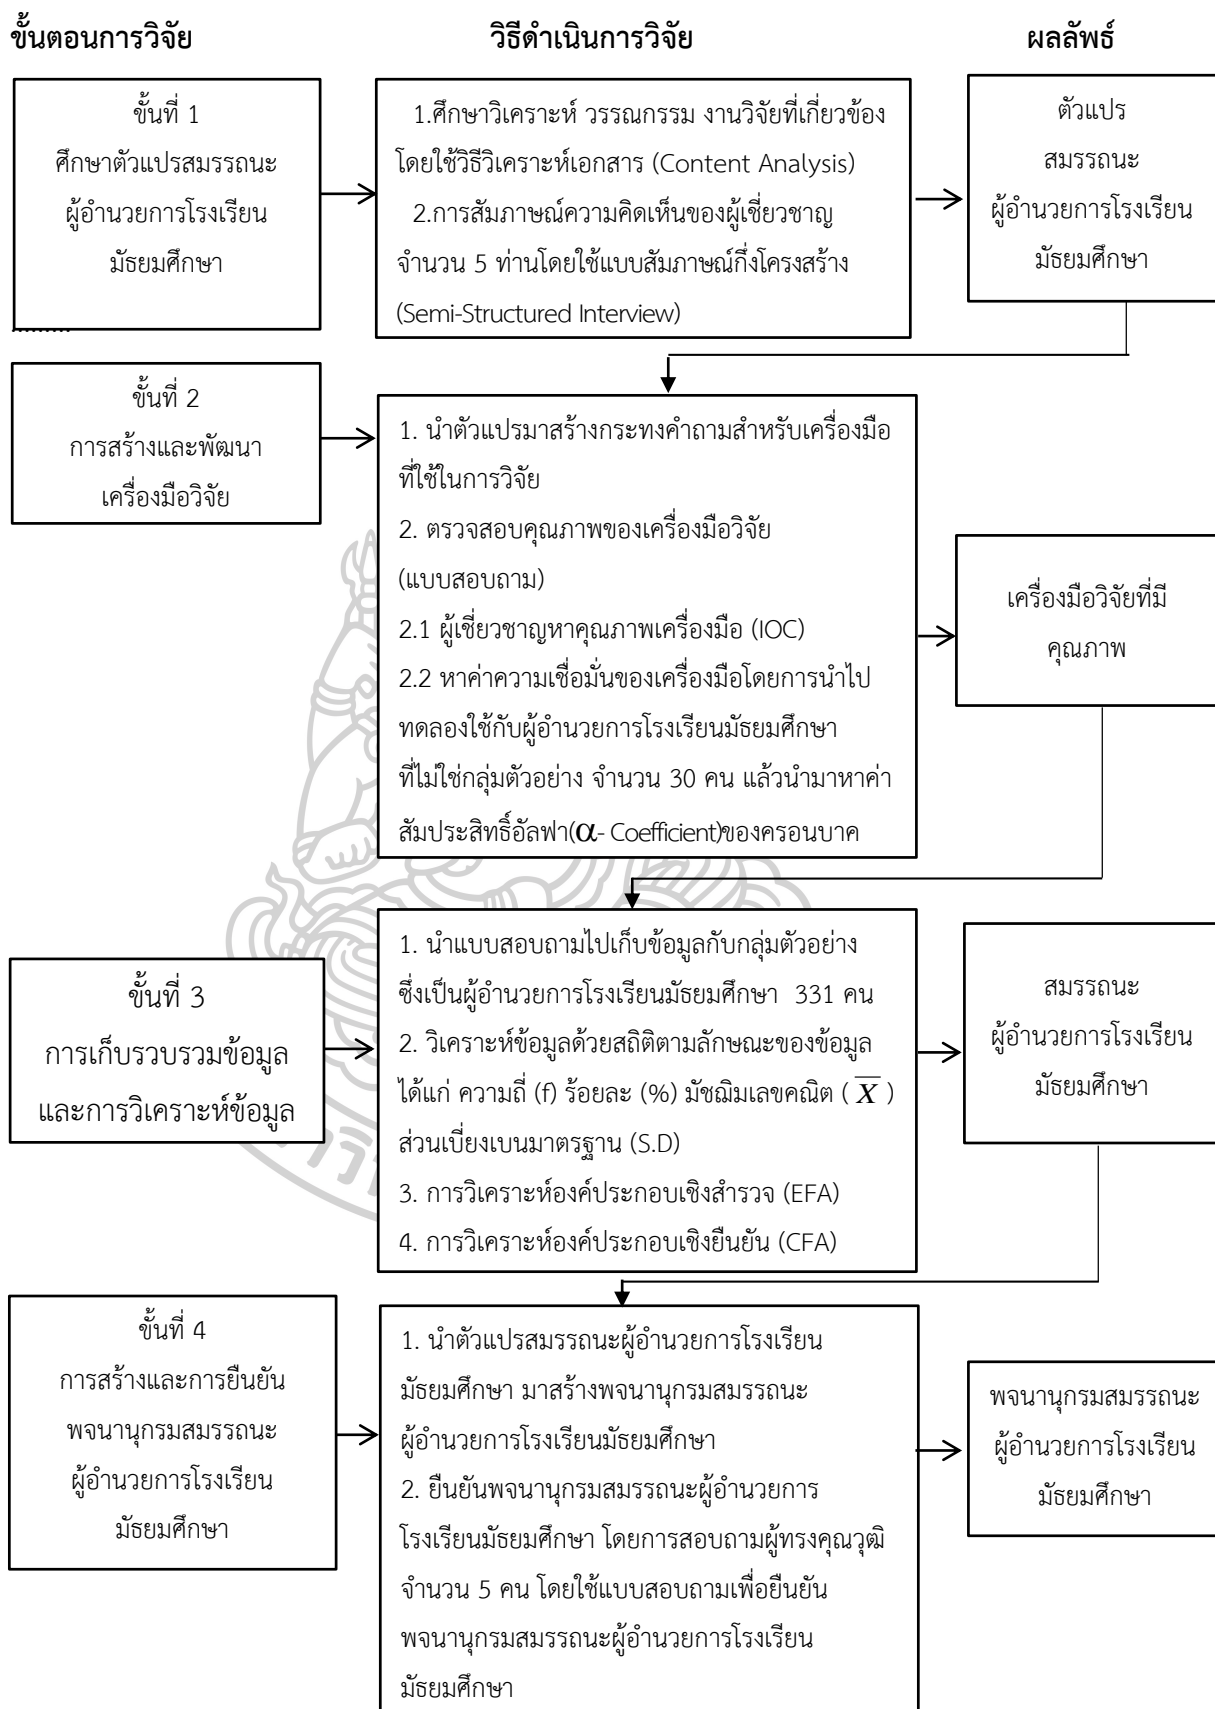 ขั้นตอนการวิจัย
วิธีดำเนินการวิจัย
ผลลัพธ์
ขั้นที่ 1
ศึกษาตัวแปรสมรรถนะ
ผู้อำนวยการโรงเรียน
มัธยมศึกษา
..........
1.ศึกษาวิเคราะห์ วรรณกรรม งานวิจัยที่เกี่ยวข้อง
โดยใช้วิธีวิเคราะห์เอกสาร (Content Analysis)
2.การสัมภาษณ์ความคิดเห็นของผู้เชี่ยวชาญ
จำนวน 5 ท่านโดยใช้แบบสัมภาษณ์กึ่งโครงสร้าง
(Semi-Structured Interview)
ตัวแปร
สมรรถนะ
ผู้อำนวยการโรงเรียน
มัธยมศึกษา
ขั้นที่ 2
การสร้างและพัฒนา
เครื่องมือวิจัย
1. นำตัวแปรมาสร้างกระทงคำถามสำหรับเครื่องมือ
ที่ใช้ในการวิจัย
2. ตรวจสอบคุณภาพของเครื่องมือวิจัย
(แบบสอบถาม)
2.1 ผู้เชี่ยวชาญหาคุณภาพเครื่องมือ (IOC)
2.2 หาค่าความเชื่อมั่นของเครื่องมือโดยการนำไป
ทดลองใช้กับผู้อำนวยการโรงเรียนมัธยมศึกษา
ที่ไม่ใช่กลุ่มตัวอย่าง จำนวน 30 คน แล้วนำมาหาค่า
สัมประสิทธิ์อัลฟา(α- Coefficient)ของครอนบาค
เครื่องมือวิจัยที่มี
คุณภาพ
ขั้นที่ 3
การเก็บรวบรวมข้อมูล
และการวิเคราะห์ข้อมูล
1. นำแบบสอบถามไปเก็บข้อมูลกับกลุ่มตัวอย่าง
ซึ่งเป็นผู้อำนวยการโรงเรียนมัธยมศึกษา 331 คน
2. วิเคราะห์ข้อมูลด้วยสถิติตามลักษณะของข้อมูล
ได้แก่ ความถี่ (f) ร้อยละ (%) มัชฌิมเลขคณิต ( X̅ )
ส่วนเบี่ยงเบนมาตรฐาน (S.D)
3. การวิเคราะห์องค์ประกอบเชิงสำรวจ (EFA)
4. การวิเคราะห์องค์ประกอบเชิงยืนยัน (CFA)
สมรรถนะ
ผู้อำนวยการโรงเรียน
มัธยมศึกษา
ขั้นที่ 4
การสร้างและการยืนยัน
พจนานุกรมสมรรถนะ
ผู้อำนวยการโรงเรียน
มัธยมศึกษา
1. นำตัวแปรสมรรถนะผู้อำนวยการโรงเรียน
มัธยมศึกษา มาสร้างพจนานุกรมสมรรถนะ
ผู้อำนวยการโรงเรียนมัธยมศึกษา
2. ยืนยันพจนานุกรมสมรรถนะผู้อำนวยการ
โรงเรียนมัธยมศึกษา โดยการสอบถามผู้ทรงคุณวุฒิ
จำนวน 5 คน โดยใช้แบบสอบถามเพื่อยืนยัน
พจนานุกรมสมรรถนะผู้อำนวยการโรงเรียน
มัธยมศึกษา
พจนานุกรมสมรรถนะ
ผู้อำนวยการโรงเรียน
มัธยมศึกษา